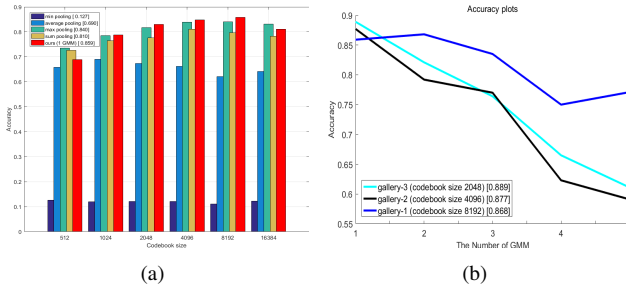 min pooling [ 0.127]
average pooling [0.690]
max pooling [0.840]
sum pooling [0.810]
ours (1 GMM) [0.859]
0.9
0.8
0.7
0.6
0.5
0.4
0.3
0.2
0.1
0
Accuracy
512 1024 2048 4096 8192 16384
Codebook size
(a)
Accuracy plots
0.9
0.85
0.8
0.75
0.7
0.65
0.6
0.55
Accuracy
gallery-3 (codebook size 2048) [0.889]
gallery-2 (codebook size 4096) [0.877]
gallery-1 (codebook size 8192) [0.868]
1 2 3 4
The Number of GMM
(b)